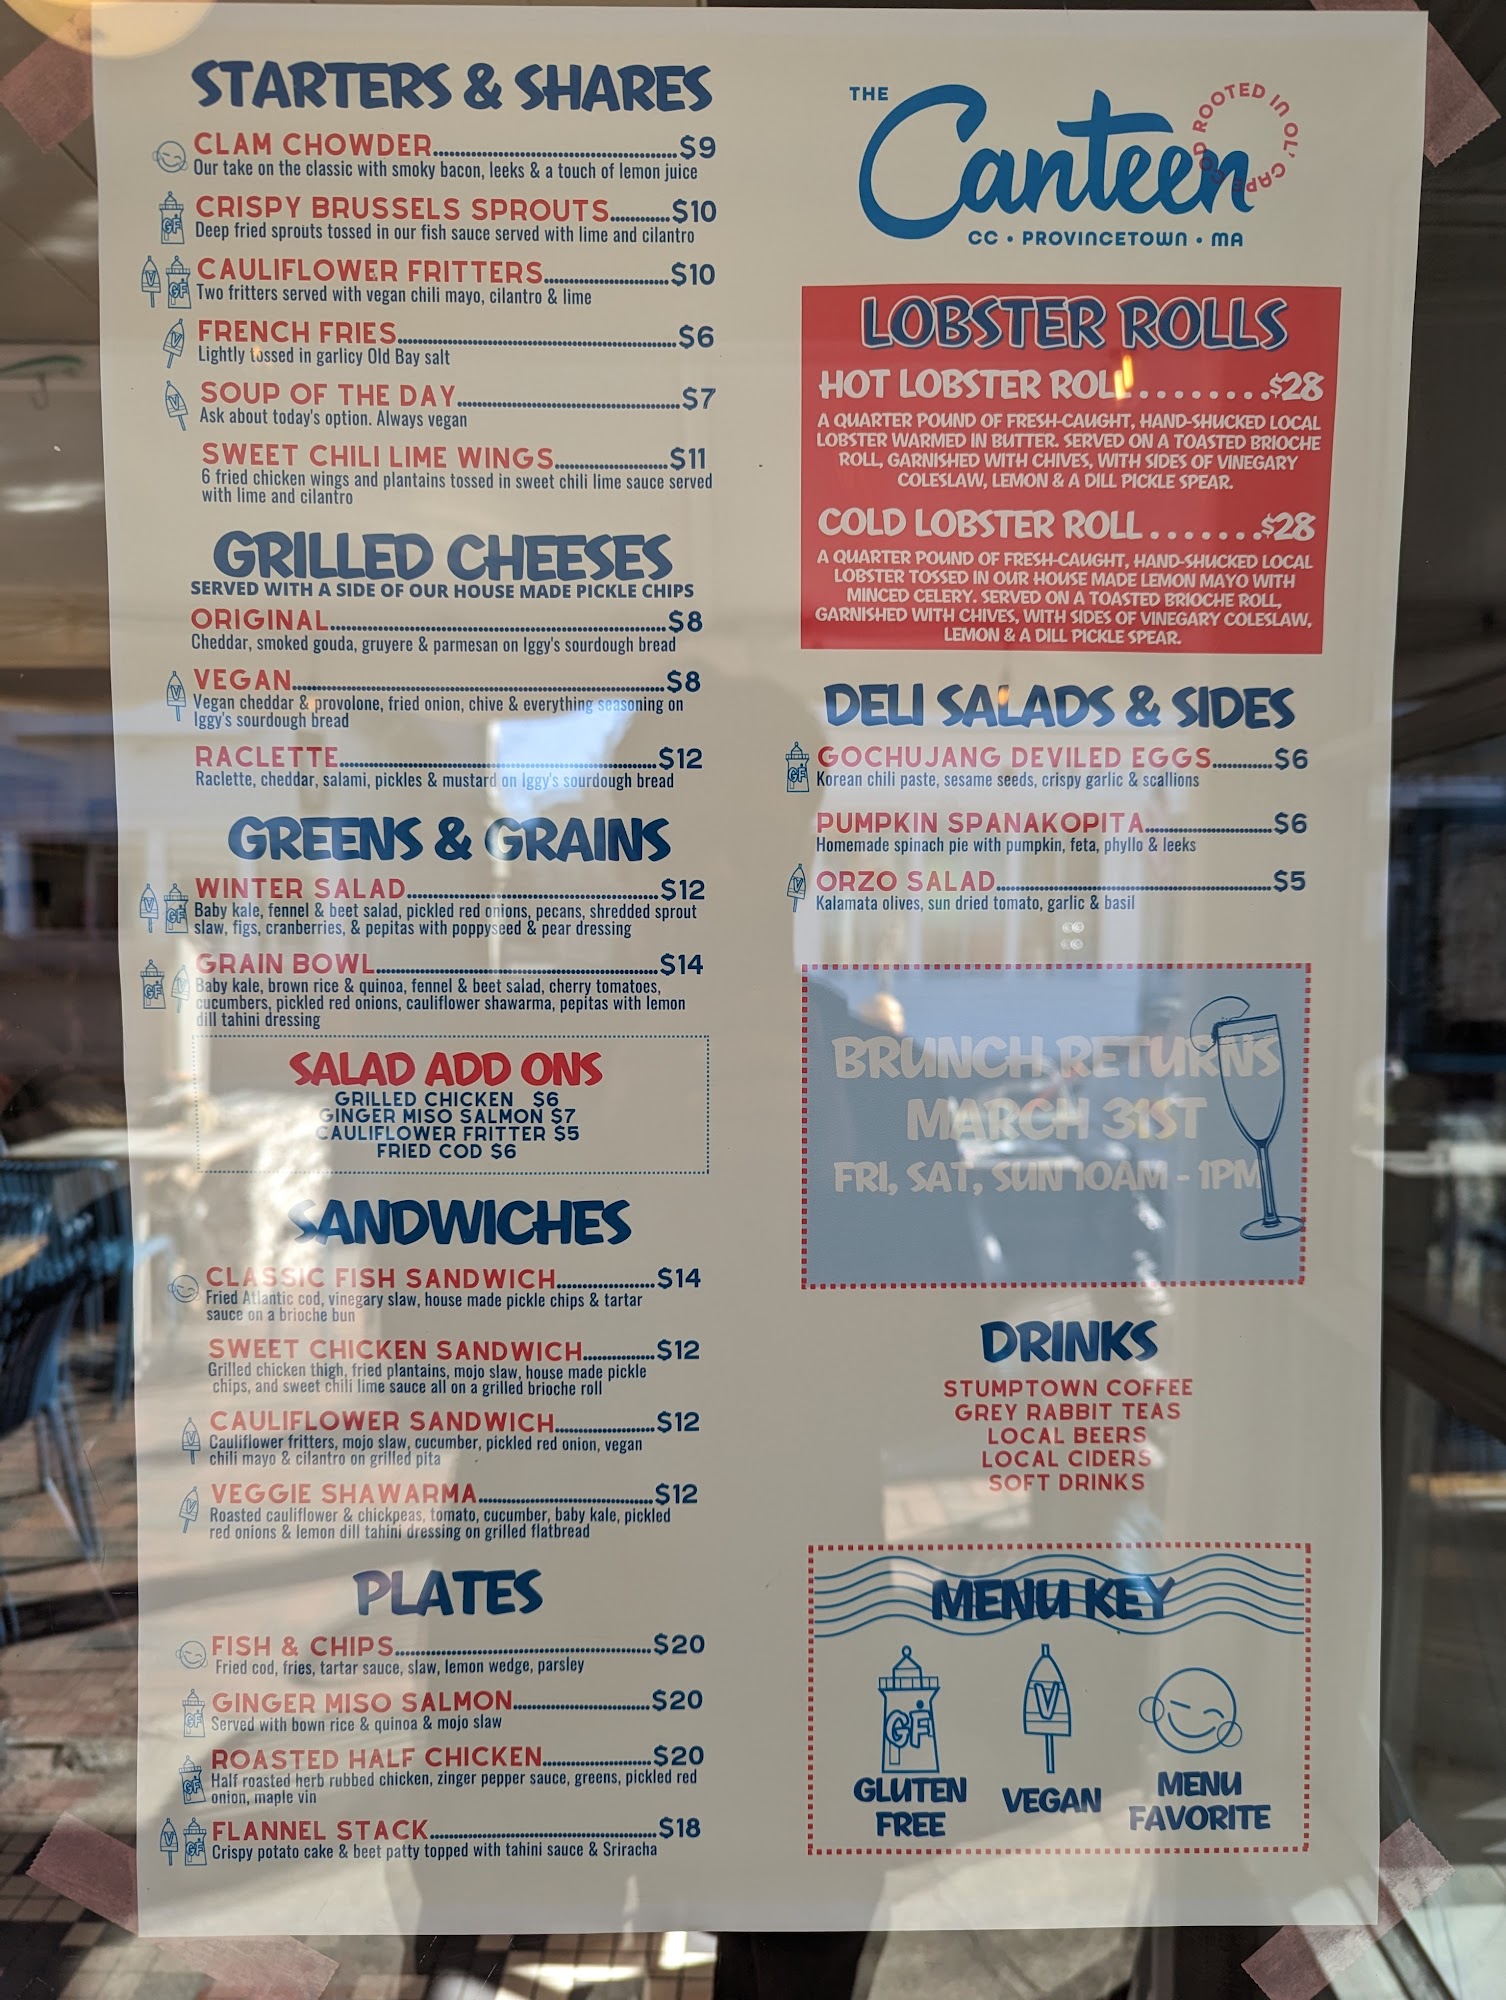 STARTERS & SHARES
CLAM CHOWDER $9
Our take on the classic with smoky bacon, leeks & a touch of lemon juice
GF
CRISPY BRUSSELS SPROUTS $10
Deep fried sprouts tossed in our fish sauce served with lime and cilantro
V GF
CAULIFLOWER FRITTERS $10
Two fritters served with vegan chili mayo, cilantro & lime
V
FRENCH FRIES $6
Lightly tossed in garlicy Old Bay salt
V
SOUP OF THE DAY $7
Ask about today's option. Always vegan
SWEET CHILI LIME WINGS $11
6 fried chicken wings and plantains tossed in sweet chili lime sauce served
with lime and cilantro
GRILLED CHEESES
SERVED WITH A SIDE OF OUR HOUSE MADE PICKLE CHIPS
ORIGINAL $8
Cheddar, smoked gouda, gruyere & parmesan on Iggy's sourdough bread
V
VEGAN $8
Vegan cheddar & provolone, fried onion, chive & everything seasoning on
Iggy's sourdough bread
RACLETTE $12
Raclette, cheddar, salami, pickles & mustard on Iggy's sourdough bread
GREENS & GRAINS
V GF
WINTER SALAD $12
Baby kale, fennel & beet salad, pickled red onions, pecans, shredded sprout
slaw, figs, cranberries, & pepitas with poppyseed & pear dressing
GF V
GRAIN BOWL $14
Baby kale, brown rice & quinoa, fennel & beet salad, cherry tomatoes,
cucumbers, pickled red onions, cauliflower shawarma, pepitas with lemon
dill tahini dressing
SALAD ADD ONS
GRILLED CHICKEN $6
GINGER MISO SALMON $7
CAULIFLOWER FRITTER $5
FRIED COD $6
SANDWICHES
CLASSIC FISH SANDWICH $14
Fried Atlantic cod, vinegary slaw, house made pickle chips & tartar
sauce on a brioche bun
SWEET CHICKEN SANDWICH $12
Grilled chicken thigh, fried plantains, mojo slaw, house made pickle
chips, and sweet chili lime sauce all on a grilled brioche roll
V
CAULIFLOWER SANDWICH $12
Cauliflower fritters, mojo slaw, cucumber, pickled red onion, vegan
chili mayo & cilantro on grilled pita
V
VEGGIE SHAWARMA $12
Roasted cauliflower & chickpeas, tomato, cucumber, baby kale, pickled
red onions & lemon dill tahini dressing on grilled flatbread
PLATES
FISH & CHIPS $20
Fried cod, fries, tartar sauce, slaw, lemon wedge, parsley
GF
GINGER MISO SALMON $20
Served with bown rice & quinoa & mojo slaw
GF
ROASTED HALF CHICKEN $20
Half roasted herb rubbed chicken, zinger pepper sauce, greens, pickled red
onion, maple vin
V GF
FLANNEL STACK $18
Crispy potato cake & beet patty topped with tahini sauce & Sriracha
THE
Canteen
ROOTED IN OL' CAPE COD
CC • PROVINCETOWN • MA
LOBSTER ROLLS
HOT LOBSTER ROLL ........$28
A QUARTER POUND OF FRESH-CAUGHT, HAND-SHUCKED LOCAL
LOBSTER WARMED IN BUTTER. SERVED ON A TOASTED BRIOCHE
ROLL, GARNISHED WITH CHIVES, WITH SIDES OF VINEGARY
COLESLAW, LEMON & A DILL PICKLE SPEAR.
COLD LOBSTER ROLL.......$28
A QUARTER POUND OF FRESH-CAUGHT, HAND-SHUCKED LOCAL
LOBSTER TOSSED IN OUR HOUSE MADE LEMON MAYO WITH
MINCED CELERY. SERVED ON A TOASTED BRIOCHE ROLL,
GARNISHED WITH CHIVES, WITH SIDES OF VINEGARY COLESLAW,
LEMON & A DILL PICKLE SPEAR.
DELI SALADS & SIDES
GF
GOCHUJANG DEVILED EGGS $6
Korean chili paste, sesame seeds, crispy garlic & scallions
PUMPKIN SPANAKOPITA $6
Homemade spinach pie with pumpkin, feta, phyllo & leeks
V
ORZO SALAD $5
Kalamata olives, sun dried tomato, garlic & basil
BRUNCH RETURNS
MARCH 31ST
FRI, SAT, SUN 10AM - 1PM
DRINKS
STUMPTOWN COFFEE
GREY RABBIT TEAS
LOCAL BEERS
LOCAL CIDERS
SOFT DRINKS
MENU KEY
GF V
GLUTEN
FREE
VEGAN
MENU
FAVORITE